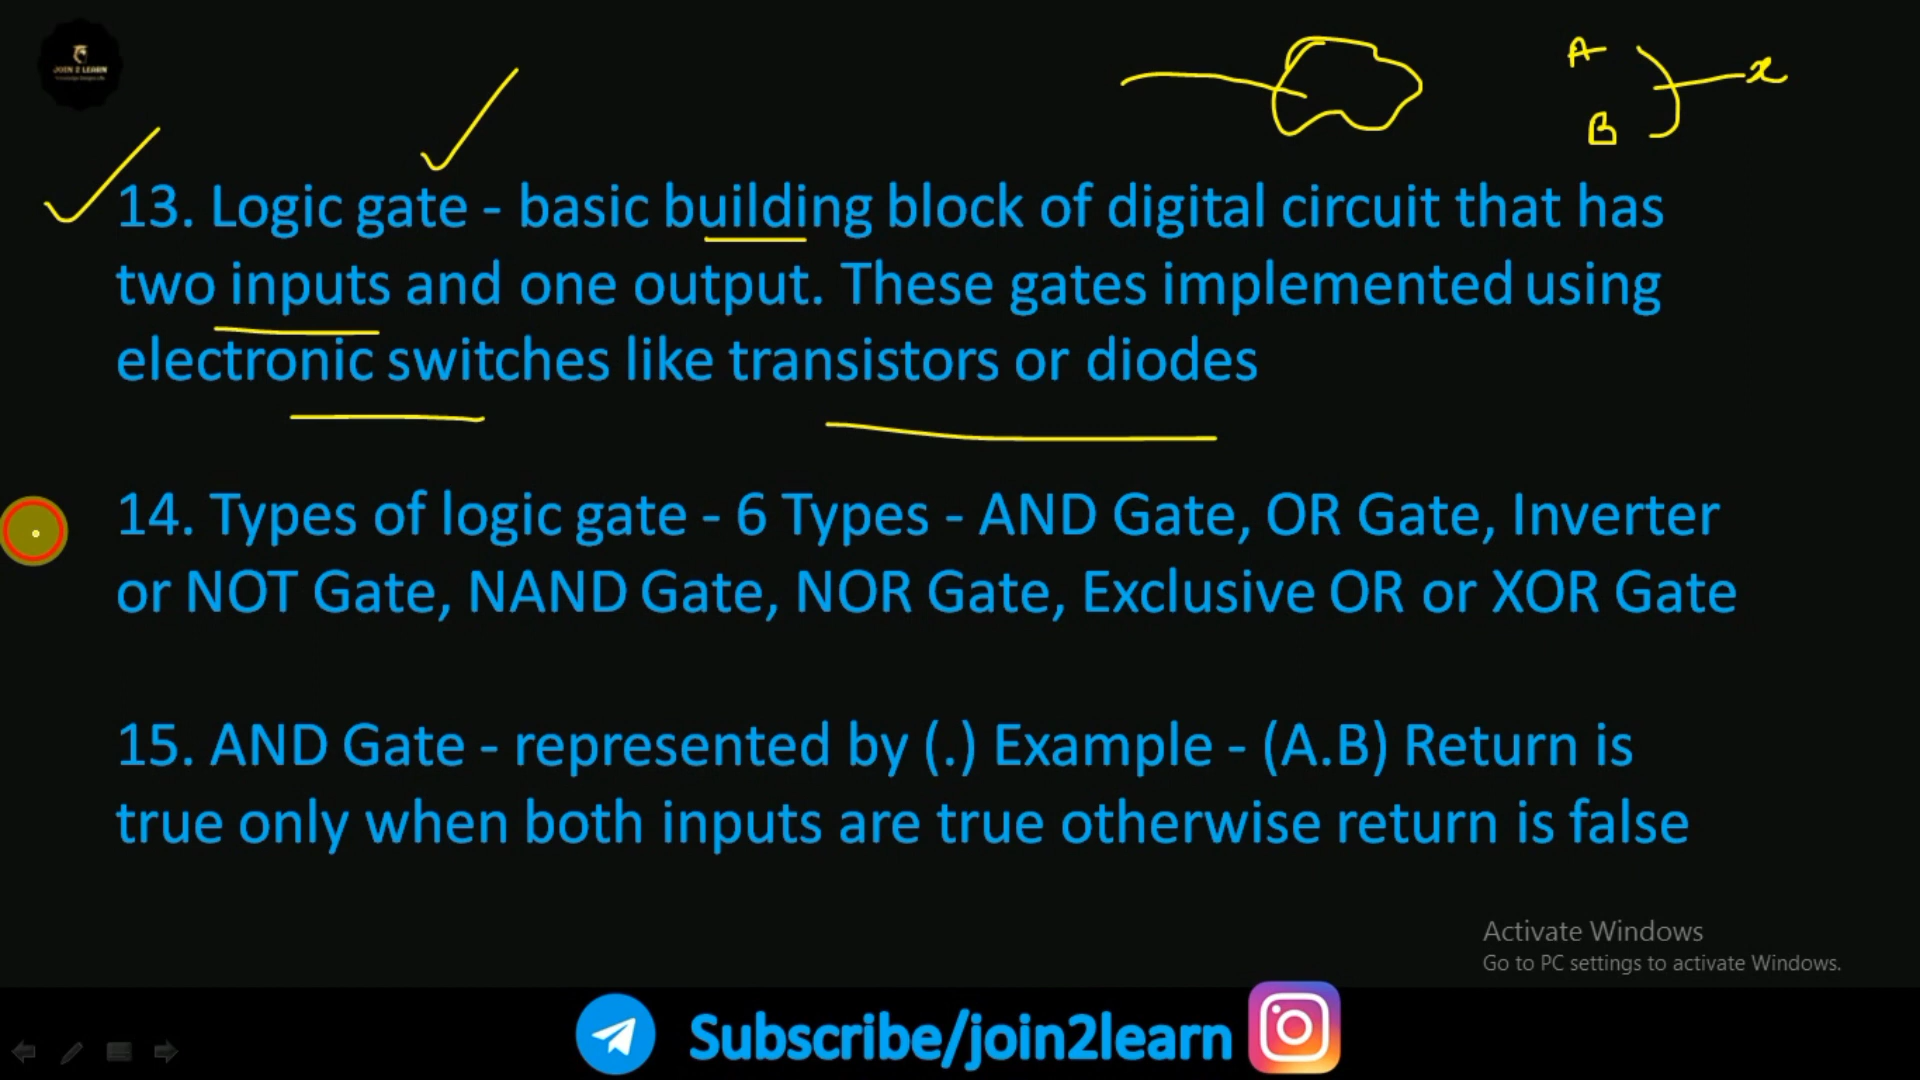 JOIN 2 LEARN
A
B
x
13. Logic gate - basic building block of digital circuit that has
two inputs and one output. These gates implemented using
electronic switches like transistors or diodes
14. Types of logic gate - 6 Types - AND Gate, OR Gate, Inverter
or NOT Gate, NAND Gate, NOR Gate, Exclusive OR or XOR Gate
15. AND Gate - represented by (.) Example - (A.B) Return is
true only when both inputs are true otherwise return is false
Activate Windows
Go to PC settings to activate Windows.
Subscribe/join2learn